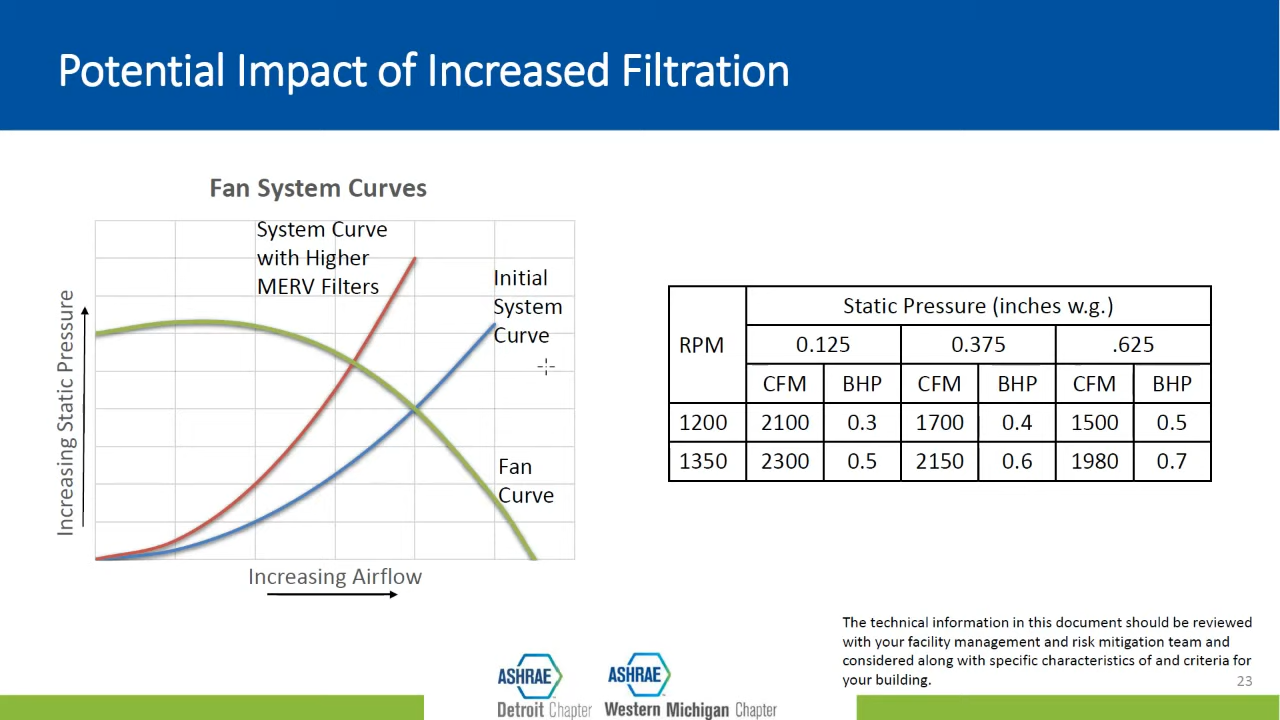 Potential Impact of Increased Filtration
Fan System Curves
System Curve
with Higher
MERV Filters
Initial
System
Curve
Fan
Curve
Increasing Static Pressure
Increasing Airflow
RPM
Static Pressure (inches w.g.)
0.125 0.375 .625
CFM BHP CFM BHP CFM BHP
1200 2100 0.3 1700 0.4 1500 0.5
1350 2300 0.5 2150 0.6 1980 0.7
The technical information in this document should be reviewed
with your facility management and risk mitigation team and
considered along with specific characteristics of and criteria for
your building.
23
ASHRAE
Detroit Chapter
ASHRAE
Western Michigan Chapter